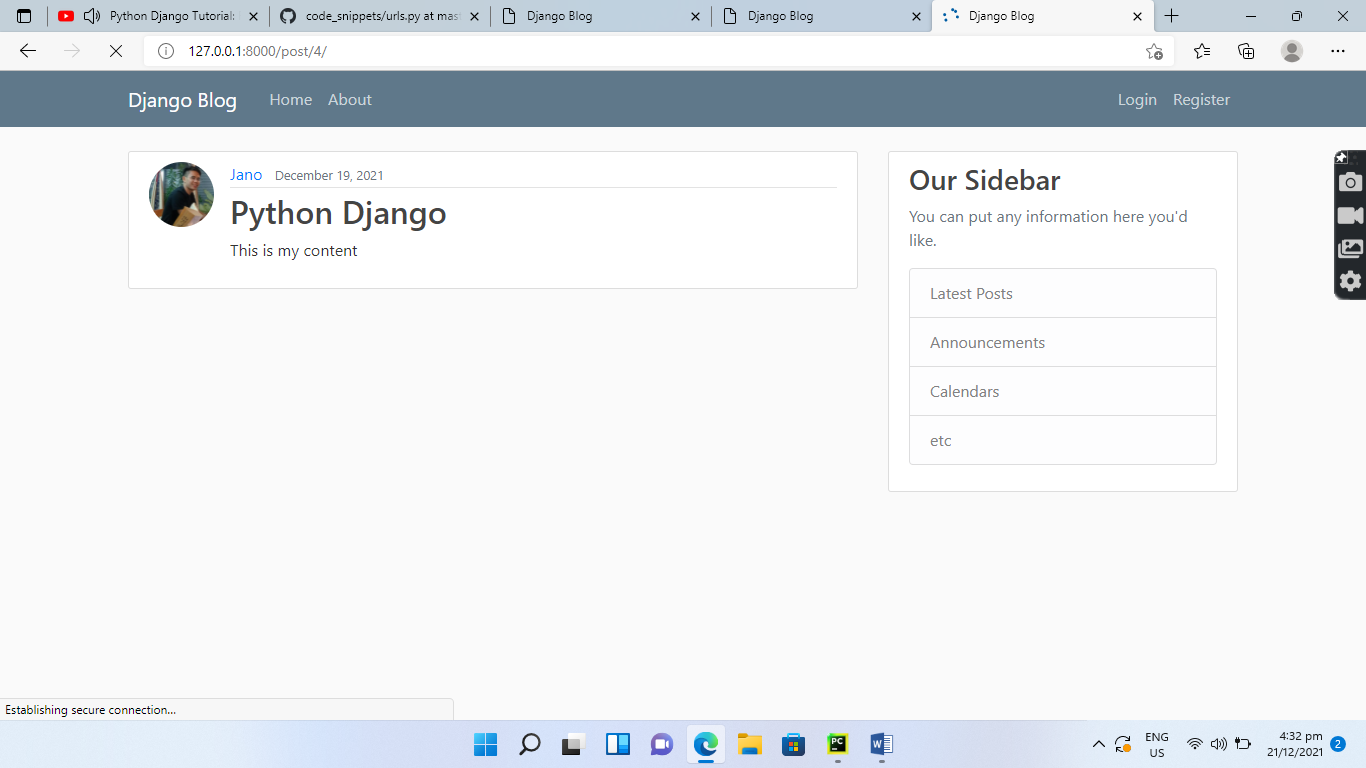 Python Django Tutorial:
code_snippets/urls.py at mast
Django Blog
Django Blog
Django Blog
127.0.0.1:8000/post/4/
Django Blog Home About Login Register
Jano December 19, 2021
Python Django
This is my content
Our Sidebar
You can put any information here you'd
like.
Latest Posts
Announcements
Calendars
etc
Establishing secure connection...
PC
W
ENG
US
4:32 pm
21/12/2021
2